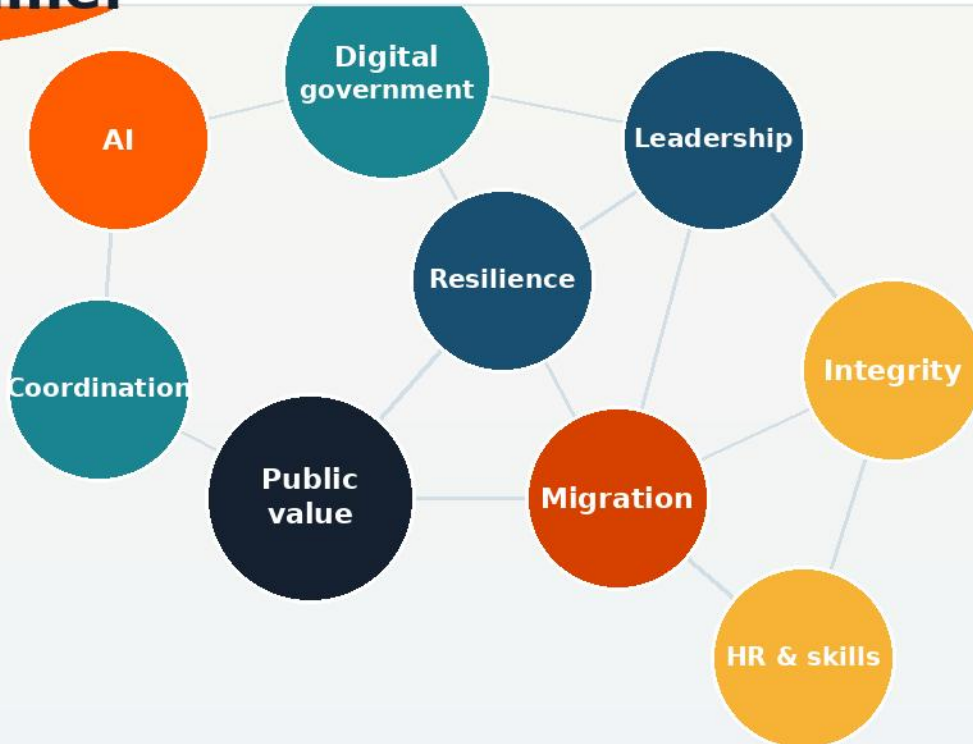 AI
Digital
government
Leadership
Resilience
Coordination
Integrity
Public
value
Migration
HR & skills